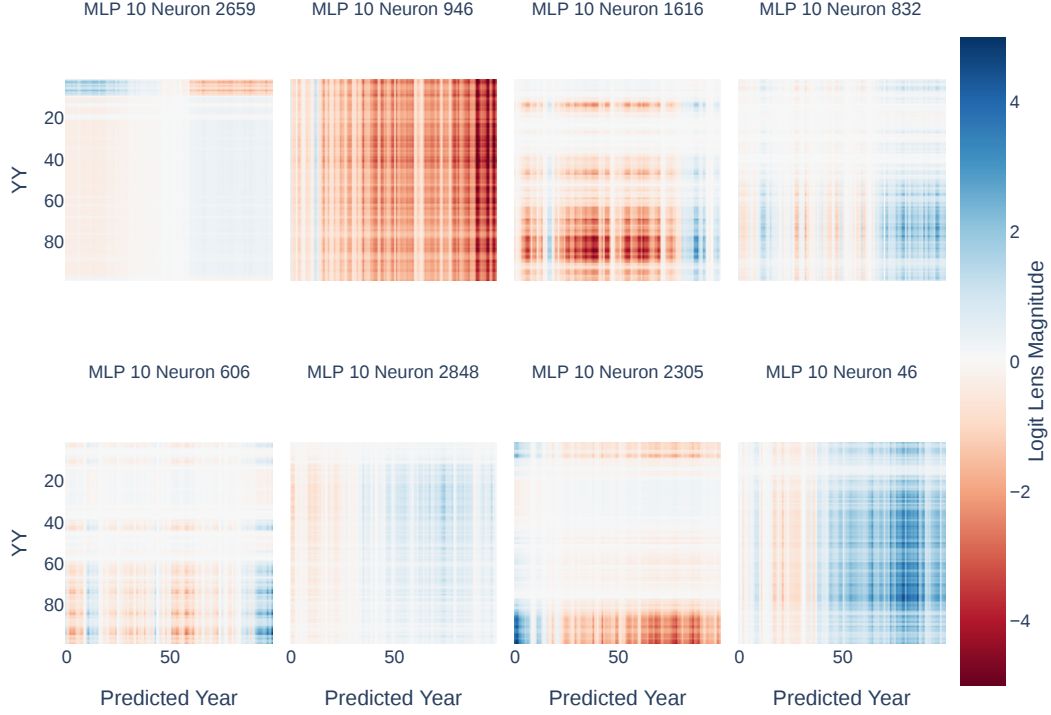 MLP 10 Neuron 2659
MLP 10 Neuron 946
MLP 10 Neuron 1616
MLP 10 Neuron 832
20
40
60
80
YY
MLP 10 Neuron 606
MLP 10 Neuron 2848
MLP 10 Neuron 2305
MLP 10 Neuron 46
20
40
60
80
YY
0
50
0
50
0
50
0
50
Predicted Year
Predicted Year
Predicted Year
Predicted Year
4
2
0
−2
−4
Logit Lens Magnitude